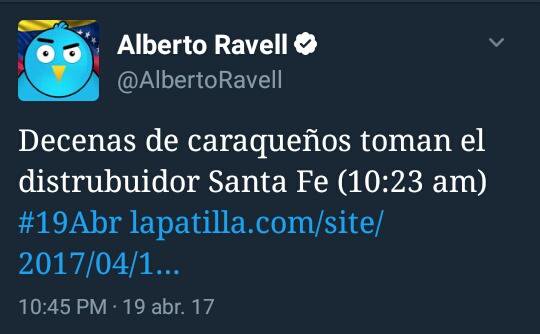 Alberto Ravell
@AlbertoRavell
Decenas de caraqueños toman el
distrubuidor Santa Fe (10:23 am)
#19Abr lapatilla.com/site/
2017/04/1...
10:45 PM · 19 abr. 17